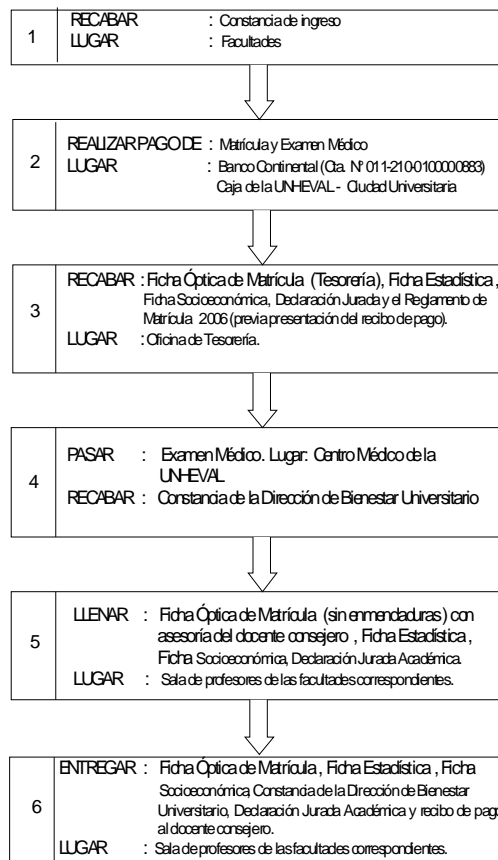 1
RECABAR : Constancia de ingreso
LUGAR : Facultades
2
REALIZAR PAGO DE : Matrícula y Examen Médico
LUGAR : Banco Continental (Cta. N° 011-210-0100000883)
Caja de la UNHEVAL - Ciudad Universitaria
3
RECABAR : Ficha Óptica de Matrícula (Tesorería), Ficha Estadística ,
Ficha Socioeconómica, Declaración Jurada y el Reglamento de
Matrícula 2006 (previa presentación del recibo de pago).
LUGAR : Oficina de Tesorería.
4
PASAR : Examen Médico. Lugar: Centro Médico de la
UNHEVAL
RECABAR : Constancia de la Dirección de Bienestar Universitario
5
LLENAR : Ficha Óptica de Matrícula (sin enmendaduras) con
asesoría del docente consejero , Ficha Estadística ,
Ficha Socioeconómica, Declaración Jurada Académica.
LUGAR : Sala de profesores de las facultades correspondientes.
6
ENTREGAR : Ficha Óptica de Matrícula , Ficha Estadística , Ficha
Socioeconómica, Constancia de la Dirección de Bienestar
Universitario, Declaración Jurada Académica y recibo de pago
al docente consejero.
LUGAR : Sala de profesores de las facultades correspondientes.